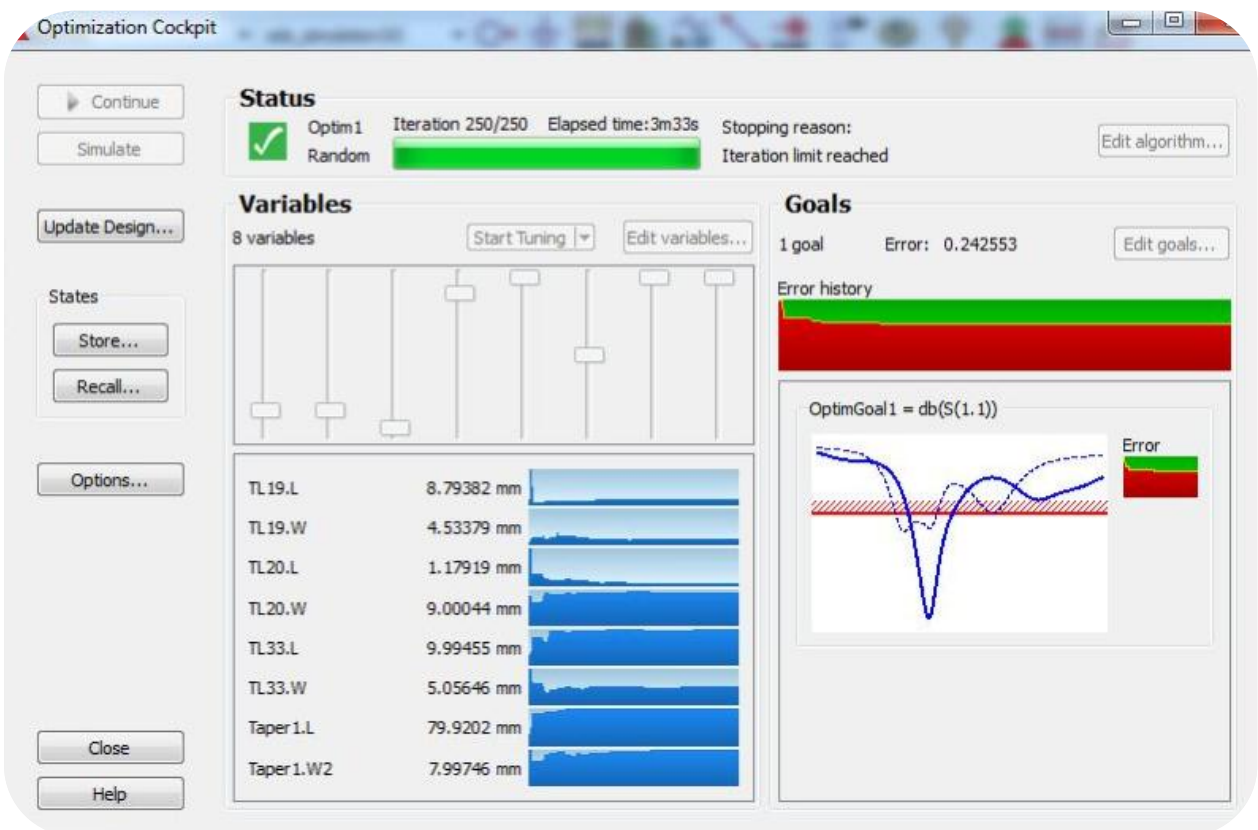 Optimization Cockpit
Continue
Simulate
Update Design...
States
Store...
Recall...
Options...
Close
Help
Status
Optim1
Random
Iteration 250/250 Elapsed time:3m33s
Stopping reason:
Iteration limit reached
Edit algorithm...
Variables
8 variables
Start Tuning
Edit variables...
TL19.L 8.79382 mm
TL19.W 4.53379 mm
TL20.L 1.17919 mm
TL20.W 9.00044 mm
TL33.L 9.99455 mm
TL33.W 5.05646 mm
Taper1.L 79.9202 mm
Taper1.W2 7.99746 mm
Goals
1 goal Error: 0.242553
Edit goals...
Error history
OptimGoal1 = db(S(1,1))
Error